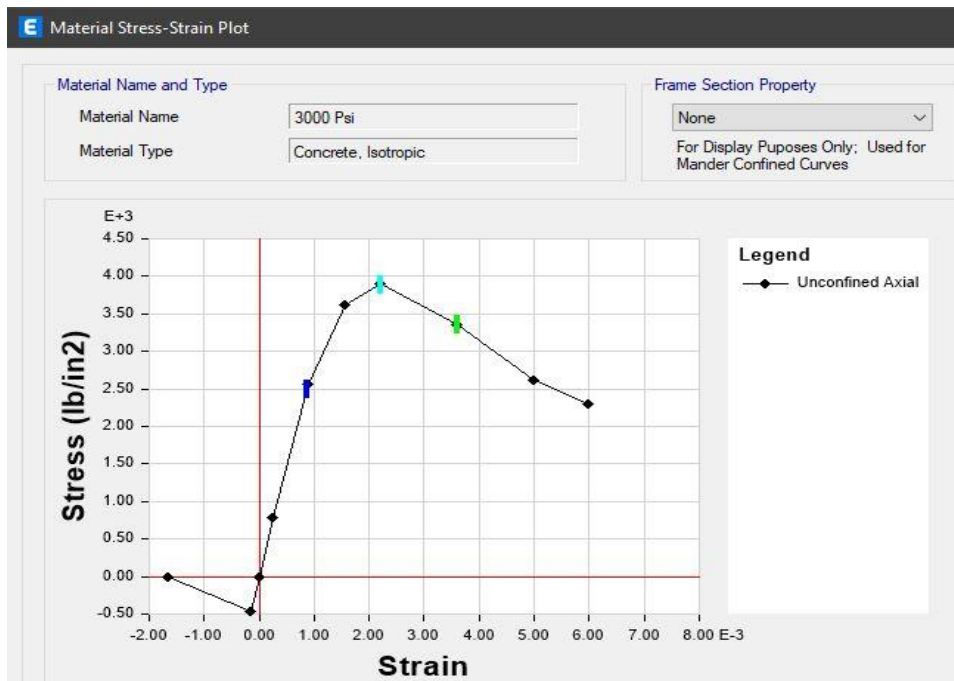 E Material Stress-Strain Plot
Material Name and Type
Material Name
3000 Psi
Material Type
Concrete, Isotropic
Frame Section Property
None
For Display Puposes Only; Used for
Mander Confined Curves
E+3
4.50
4.00
3.50
3.00
2.50
2.00
1.50
1.00
0.50
0.00
-0.50
Stress (lb/in2)
-2.00 -1.00 0.00 1.00 2.00 3.00 4.00 5.00 6.00 7.00 8.00 E-3
Strain
Legend
Unconfined Axial